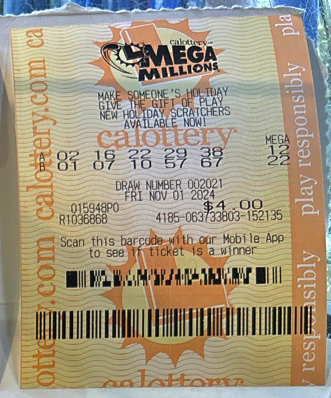 calottery
MEGA
MILLIONS
MAKE SOMEONE'S HOLIDAY
GIVE THE GIFT OF PLAY
NEW HOLIDAY SCRATCHERS
AVAILABLE NOW!
calottery
MEGA
A 02 16 22 29 38 12
01 07 16 57 67 22
DRAW NUMBER 002021
FRI NOV 01 2024
015948PO $4.00
R1036868 4185-063733803-152135
Scan this barcode with our Mobile App
to see if ticket is a winner
calottery
calottery.com
play responsibly